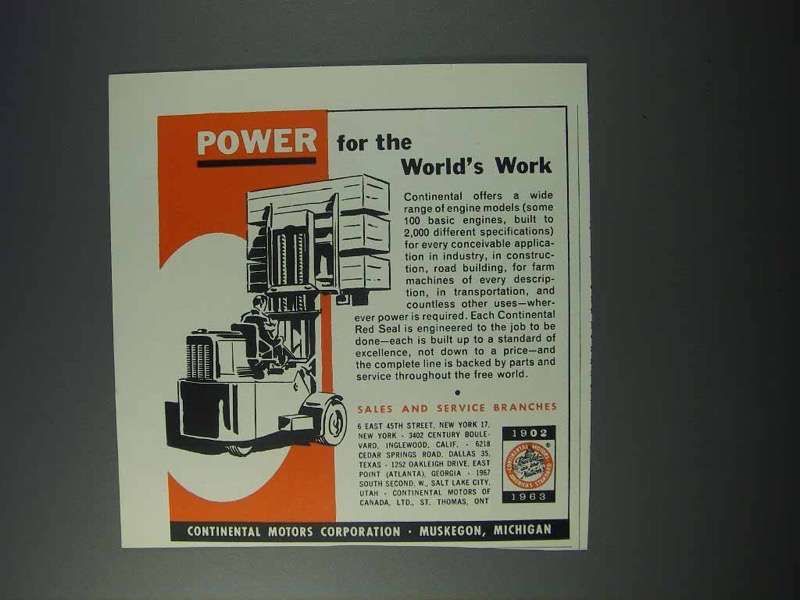 POWER for the
World's Work
Continental offers a wide
range of engine models (some
100 basic engines, built to
2,000 different specifications)
for every conceivable applica-
tion in industry, in construc-
tion, road building, for farm
machines of every descrip-
tion, in transportation, and
countless other uses—wher-
ever power is required. Each Continental
Red Seal is engineered to the job to be
done—each is built up to a standard of
excellence, not down to a price—and
the complete line is backed by parts and
service throughout the free world.
•
SALES AND SERVICE BRANCHES
6 EAST 45TH STREET, NEW YORK 17,
NEW YORK • 3402 CENTURY BOULE-
VARD, INGLEWOOD, CALIF. • 6218
CEDAR SPRINGS ROAD, DALLAS 35,
TEXAS • 1252 OAKLEIGH DRIVE, EAST
POINT (ATLANTA), GEORGIA • 1967
SOUTH SECOND, W., SALT LAKE CITY,
UTAH • CONTINENTAL MOTORS OF
CANADA, LTD., ST. THOMAS, ONT
1902
®
CONTINENTAL MOTORS
1963
CONTINENTAL MOTORS CORPORATION • MUSKEGON, MICHIGAN